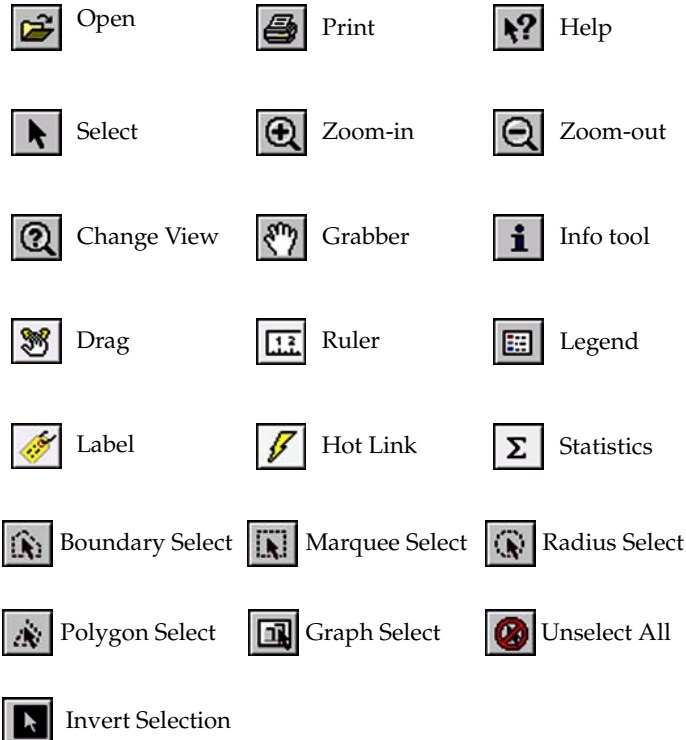 Open Print Help
Select Zoom-in Zoom-out
Change View Grabber Info tool
Drag Ruler Legend
Label Hot Link Statistics
Boundary Select Marquee Select Radius Select
Polygon Select Graph Select Unselect All
Invert Selection